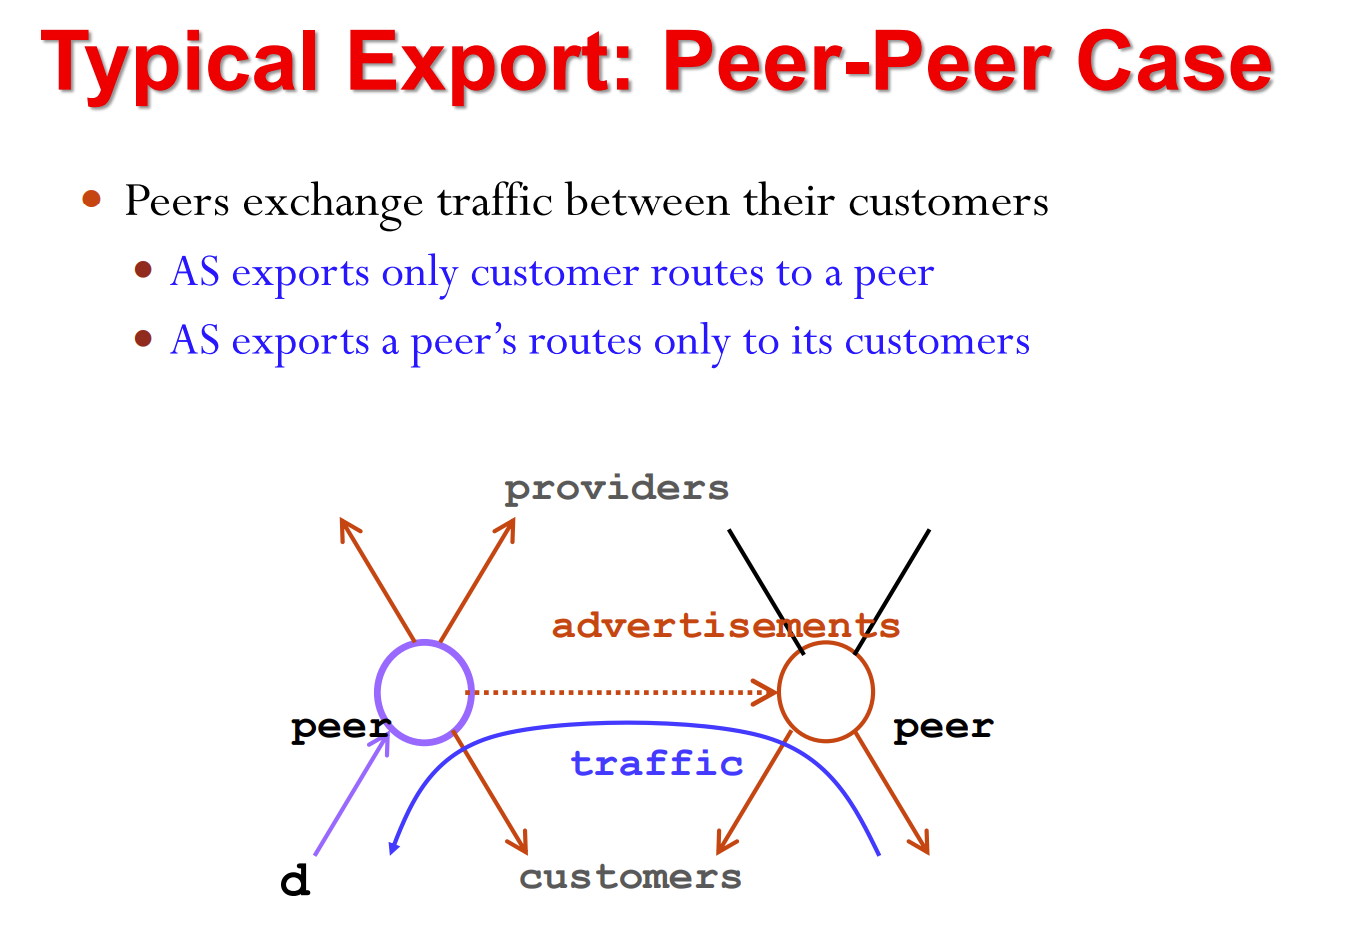 Typical Export: Peer-Peer Case
Peers exchange traffic between their customers
AS exports only customer routes to a peer
AS exports a peer’s routes only to its customers
providers
advertisements
peer
peer
traffic
d
customers